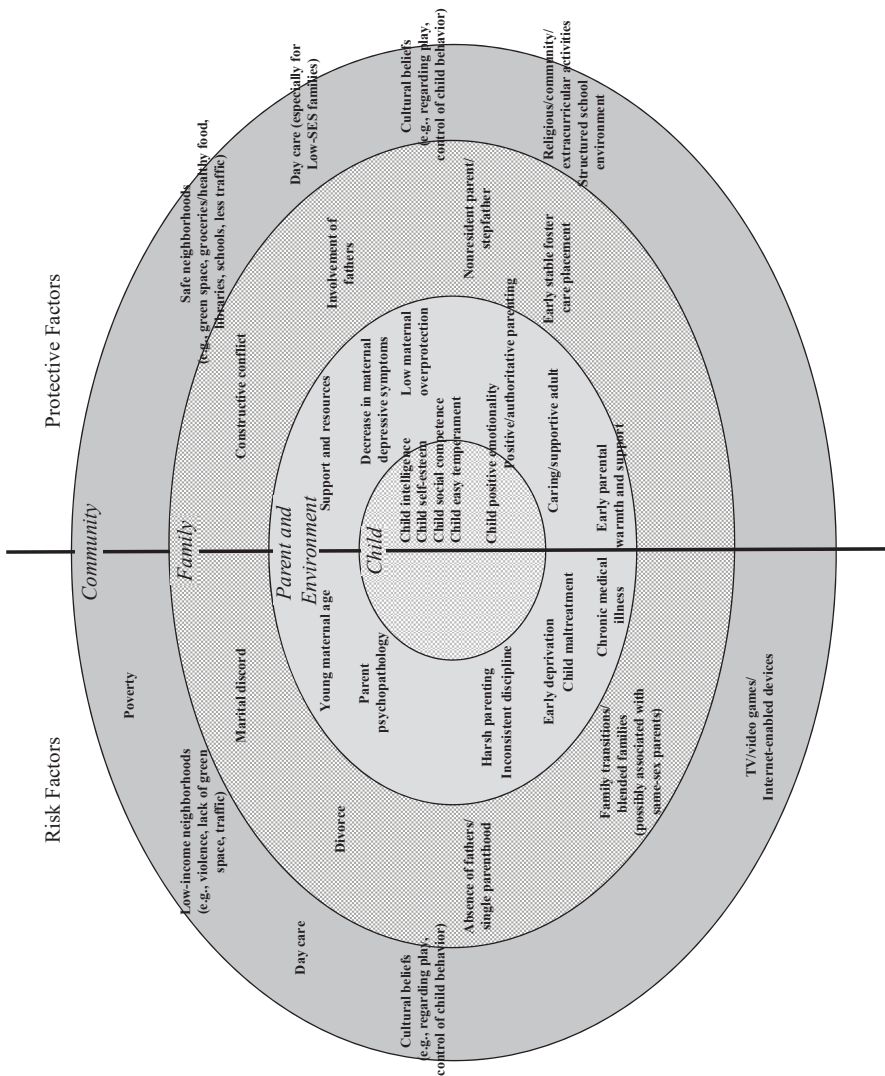 Risk Factors
Protective Factors
Community
Poverty
Low-income neighborhoods
(e.g., violence, lack of green
space, traffic)
Safe neighborhoods
(e.g., green space, groceries/healthy food,
libraries, schools, less traffic)
Day care
Day care (especially for
Low-SES families)
Cultural beliefs
(e.g., regarding play,
control of child behavior)
Cultural beliefs
(e.g., regarding play,
control of child behavior)
Religious/community/
extracurricular activities
Structured school
environment
TV/video games/
Internet-enabled devices
Family
Marital discord
Constructive conflict
Divorce
Involvement of
fathers
Absence of fathers/
single parenthood
Nonresident parent/
stepfather
Early stable foster
care placement
Family transitions/
blended families
(possibly associated with
same-sex parents)
Parent and
Environment
Young maternal age
Support and resources
Parent
psychopathology
Decrease in maternal
depressive symptoms
Low maternal
overprotection
Harsh parenting
Inconsistent discipline
Positive/authoritative parenting
Early deprivation
Child maltreatment
Caring/supportive adult
Chronic medical
illness
Early parental
warmth and support
Child
Child intelligence
Child self-esteem
Child social competence
Child easy temperament
Child positive emotionality